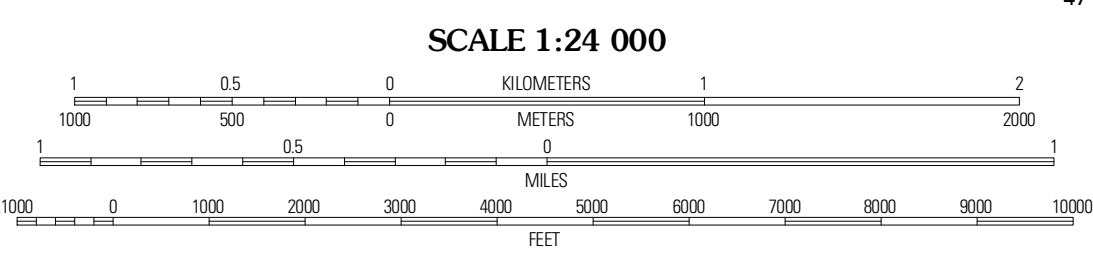 SCALE 1:24 000
1 0.5 0 KILOMETERS 1 2
1000 500 0 METERS 1000 2000
1 0.5 0 1
MILES
1000 0 1000 2000 3000 4000 5000 6000 7000 8000 9000 10000
FEET